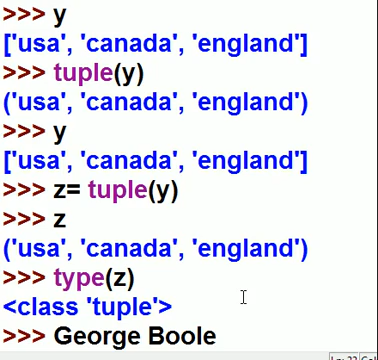 >>> y
['usa', 'canada', 'england']
>>> tuple(y)
('usa', 'canada', 'england')
>>> y
['usa', 'canada', 'england']
>>> z= tuple(y)
>>> z
('usa', 'canada', 'england')
>>> type(z)
<class 'tuple'>
>>> George Boole